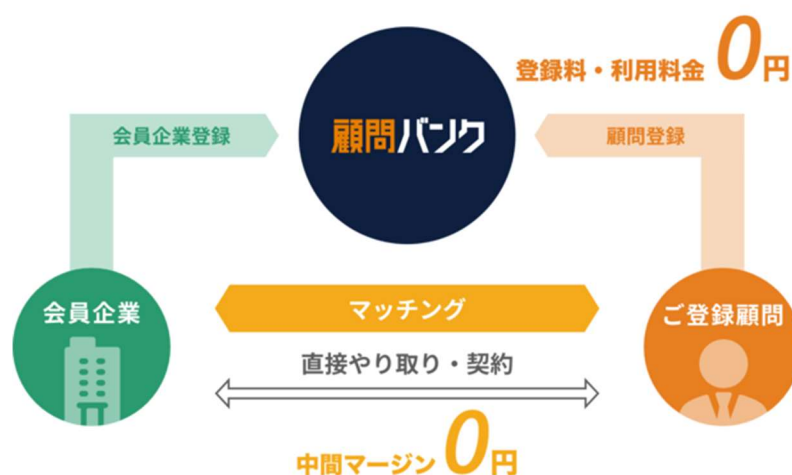 登録料・利用料金 0円
会員企業登録
顧問バンク
顧問登録
会員企業
マッチング
ご登録顧問
直接やり取り・契約
中間マージン 0円